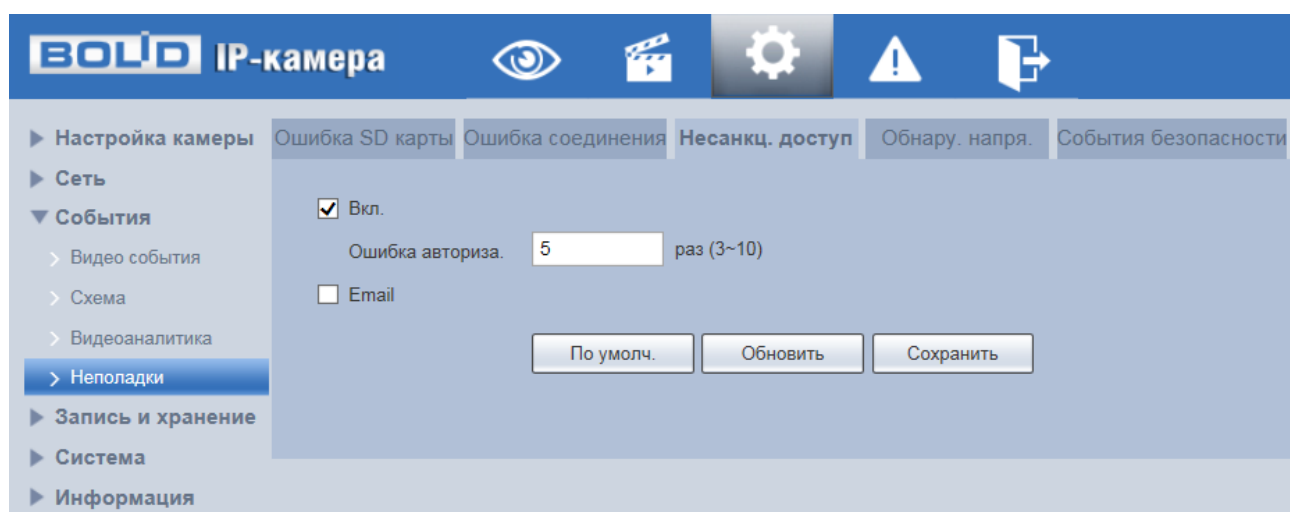 BOLID IP-камера
Настройка камеры
Сеть
События
Видео события
Схема
Видеоаналитика
Неполадки
Запись и хранение
Система
Информация
Ошибка SD карты Ошибка соединения Несанкц. доступ Обнару. напря. События безопасности
Вкл.
Ошибка авториза. 5 раз (3~10)
Email
По умолч. Обновить Сохранить